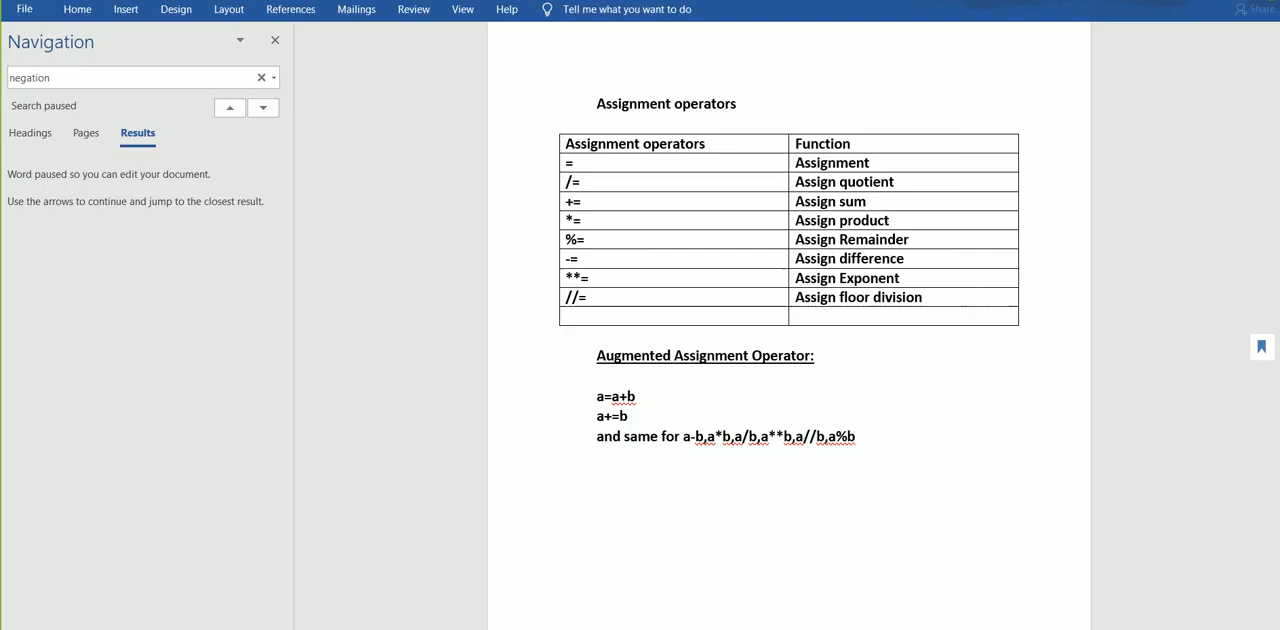 File Home Insert Design Layout References Mailings Review View Help Tell me what you want to do Share
Navigation
negation
Search paused
Headings Pages Results
Word paused so you can edit your document.
Use the arrows to continue and jump to the closest result.
Assignment operators
Assignment operators Function
= Assignment
/= Assign quotient
+= Assign sum
*= Assign product
%= Assign Remainder
-= Assign difference
**= Assign Exponent
//= Assign floor division
Augmented Assignment Operator:
a=a+b
a+=b
and same for a-b,a*b,a/b,a**b,a//b,a%b